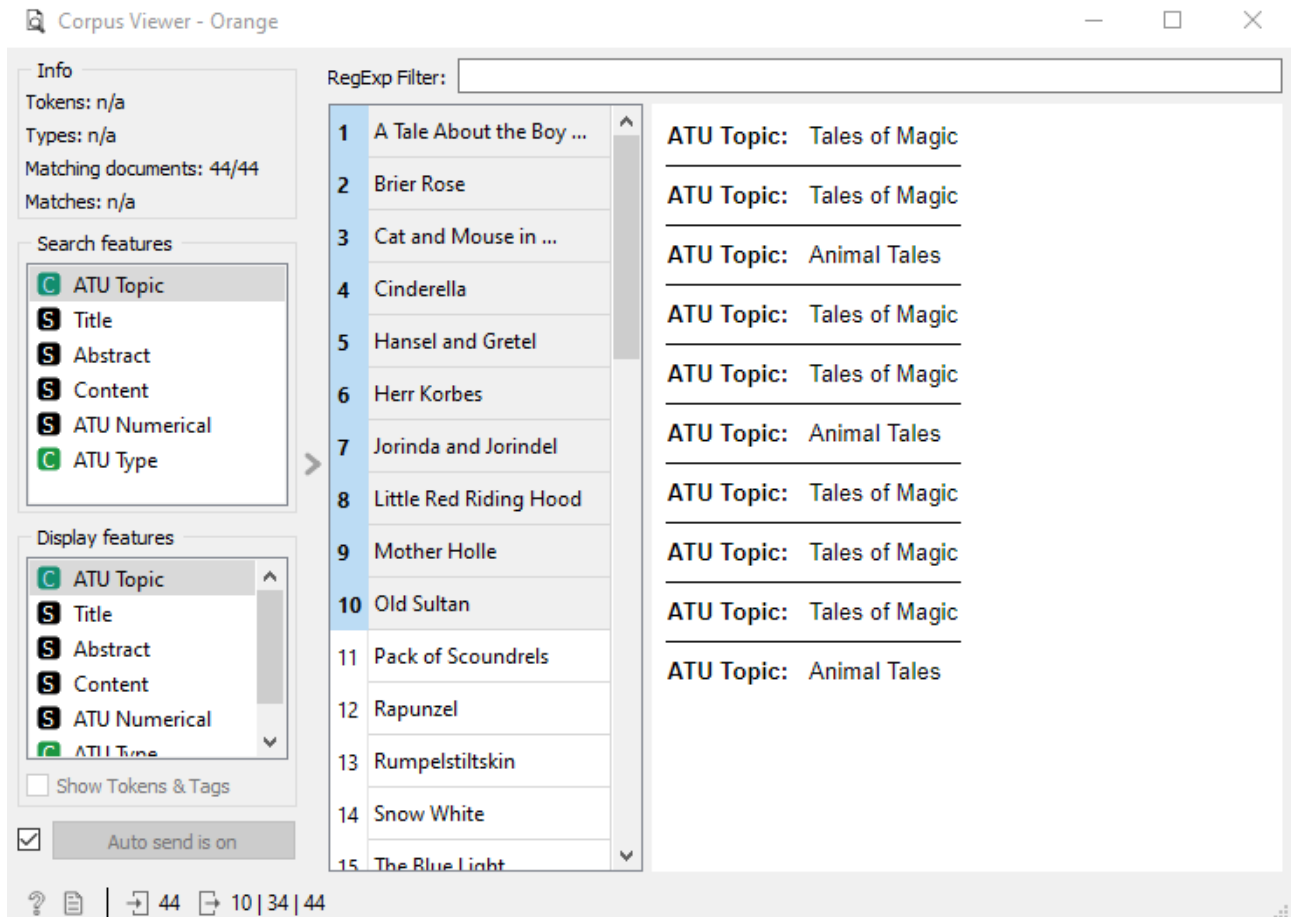 Corpus Viewer - Orange
Info
Tokens: n/a
Types: n/a
Matching documents: 44/44
Matches: n/a
Search features
C ATU Topic
S Title
S Abstract
S Content
S ATU Numerical
C ATU Type
Display features
C ATU Topic
S Title
S Abstract
S Content
S ATU Numerical
C ATU Type
Show Tokens & Tags
Auto send is on
RegExp Filter:
1 A Tale About the Boy ...
2 Brier Rose
3 Cat and Mouse in ...
4 Cinderella
5 Hansel and Gretel
6 Herr Korbes
7 Jorinda and Jorindel
8 Little Red Riding Hood
9 Mother Holle
10 Old Sultan
11 Pack of Scoundrels
12 Rapunzel
13 Rumpelstiltskin
14 Snow White
15 The Blue Light
ATU Topic: Tales of Magic
ATU Topic: Tales of Magic
ATU Topic: Animal Tales
ATU Topic: Tales of Magic
ATU Topic: Tales of Magic
ATU Topic: Animal Tales
ATU Topic: Tales of Magic
ATU Topic: Tales of Magic
ATU Topic: Tales of Magic
ATU Topic: Animal Tales
? 44 10 | 34 | 44